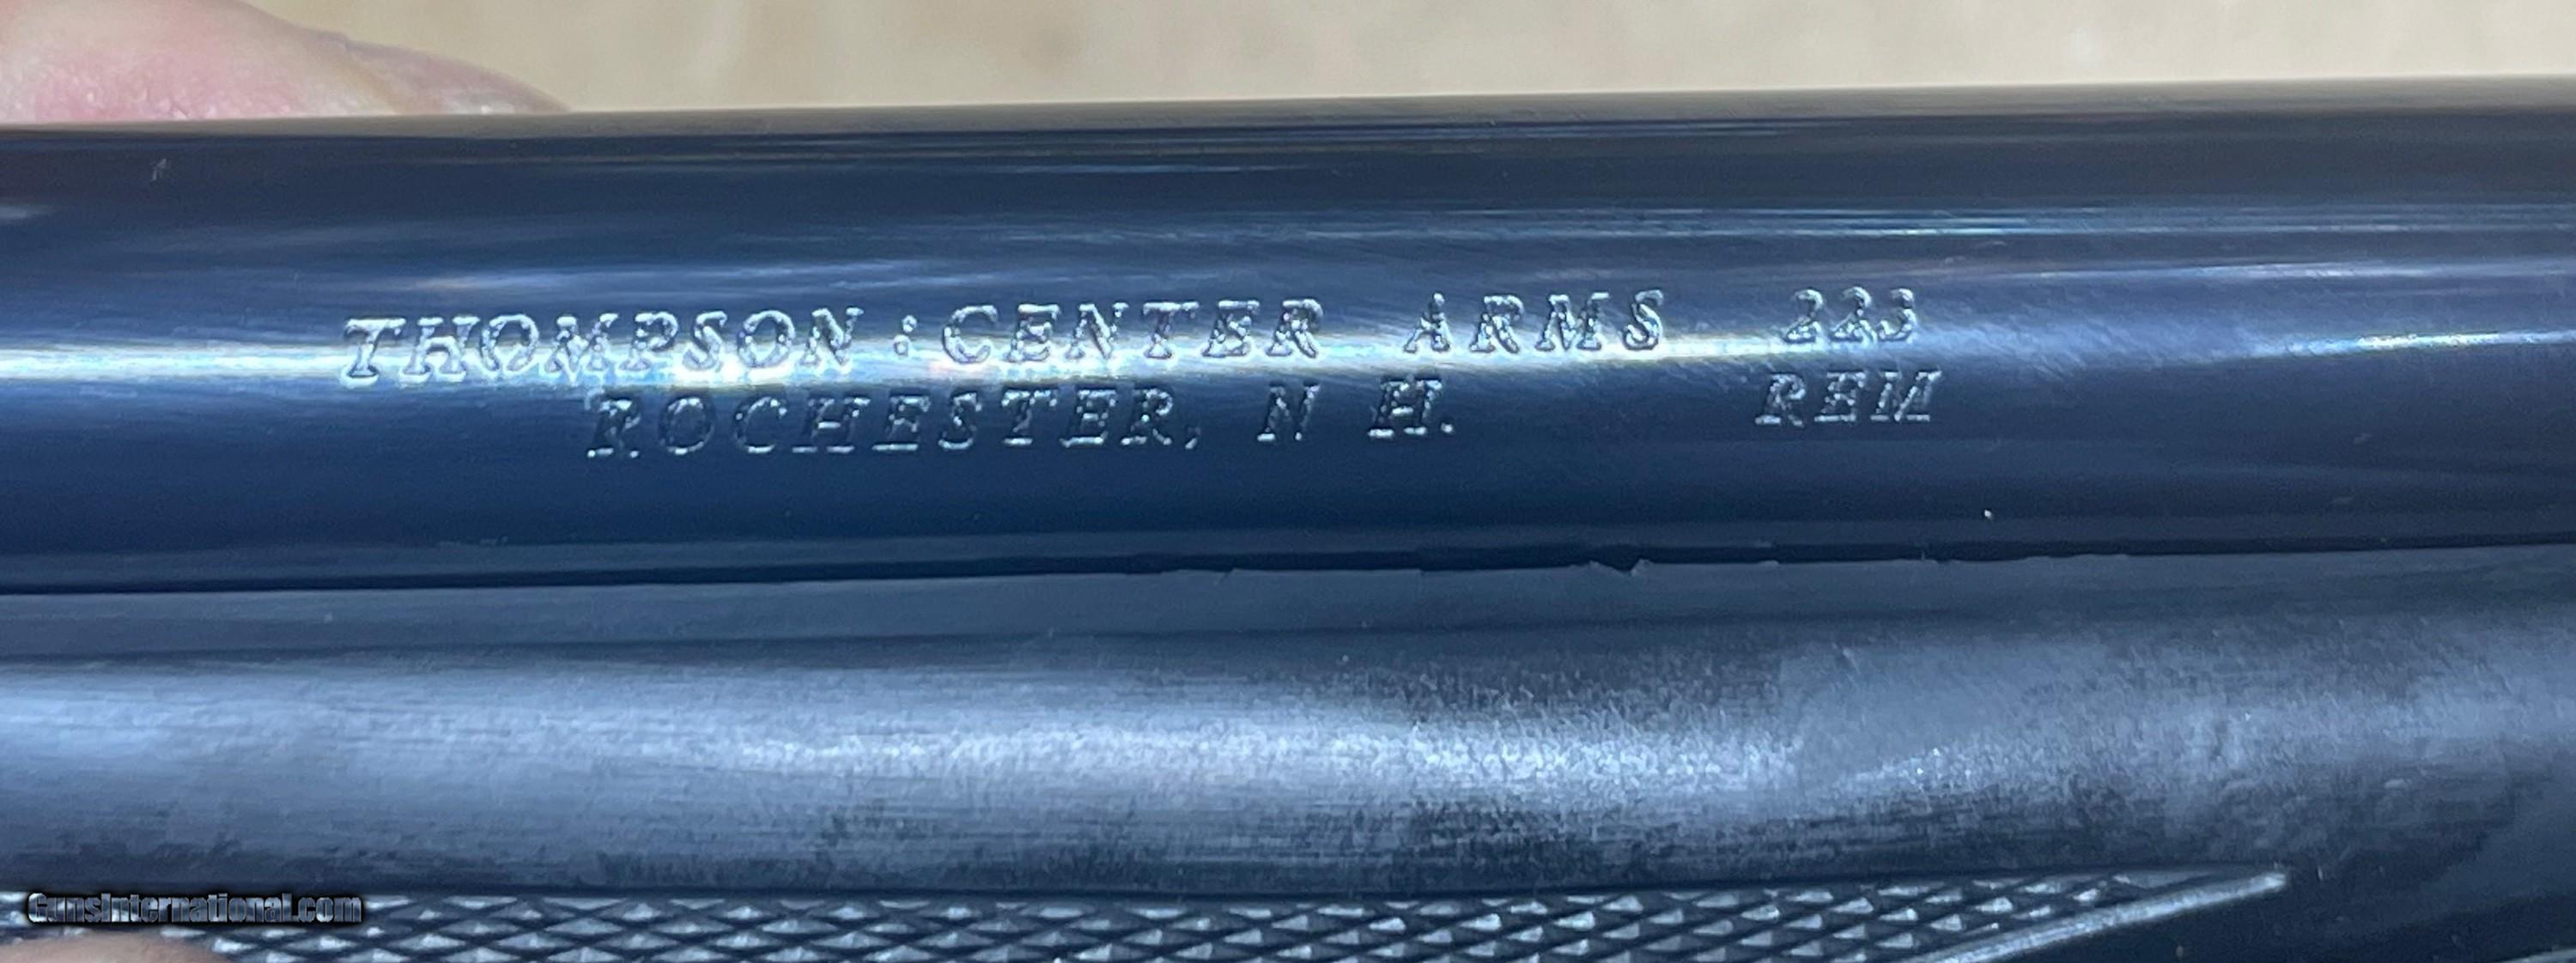 THOMPSON : CENTER ARMS 223
ROCHESTER, N H. REM
GunsInternational.com